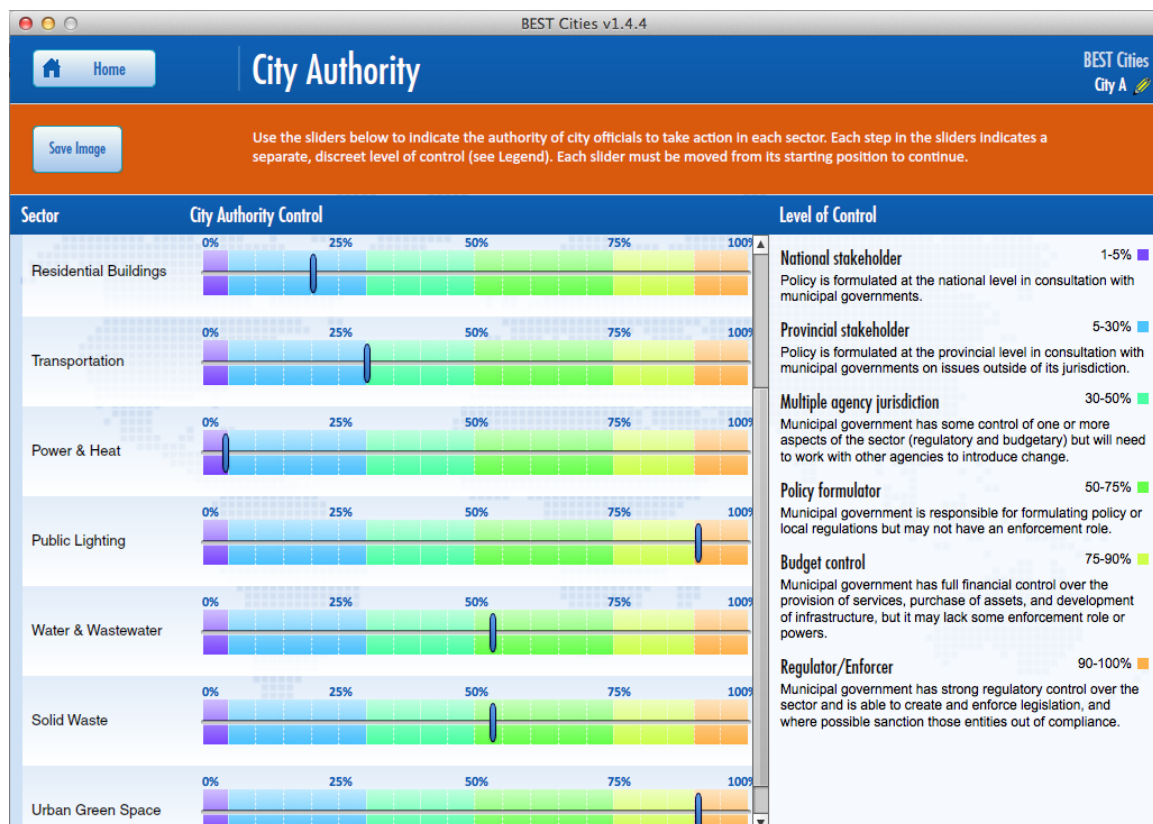 BEST Cities v1.4.4
Home
City Authority
BEST Cities
City A
Save Image
Use the sliders below to indicate the authority of city officials to take action in each sector. Each step in the sliders indicates a
separate, discreet level of control (see Legend). Each slider must be moved from its starting position to continue.
Sector
City Authority Control
Level of Control
0% 25% 50% 75% 100%
Residential Buildings
0% 25% 50% 75% 100%
Transportation
0% 25% 50% 75% 100%
Power & Heat
0% 25% 50% 75% 100%
Public Lighting
0% 25% 50% 75% 100%
Water & Wastewater
0% 25% 50% 75% 100%
Solid Waste
0% 25% 50% 75% 100%
Urban Green Space
National stakeholder 1-5%
Policy is formulated at the national level in consultation with
municipal governments.
Provincial stakeholder 5-30%
Policy is formulated at the provincial level in consultation with
municipal governments on issues outside of its jurisdiction.
Multiple agency jurisdiction 30-50%
Municipal government has some control of one or more
aspects of the sector (regulatory and budgetary) but will need
to work with other agencies to introduce change.
Policy formulator 50-75%
Municipal government is responsible for formulating policy or
local regulations but may not have an enforcement role.
Budget control 75-90%
Municipal government has full financial control over the
provision of services, purchase of assets, and development
of infrastructure, but it may lack some enforcement role or
powers.
Regulator/Enforcer 90-100%
Municipal government has strong regulatory control over the
sector and is able to create and enforce legislation, and
where possible sanction those entities out of compliance.